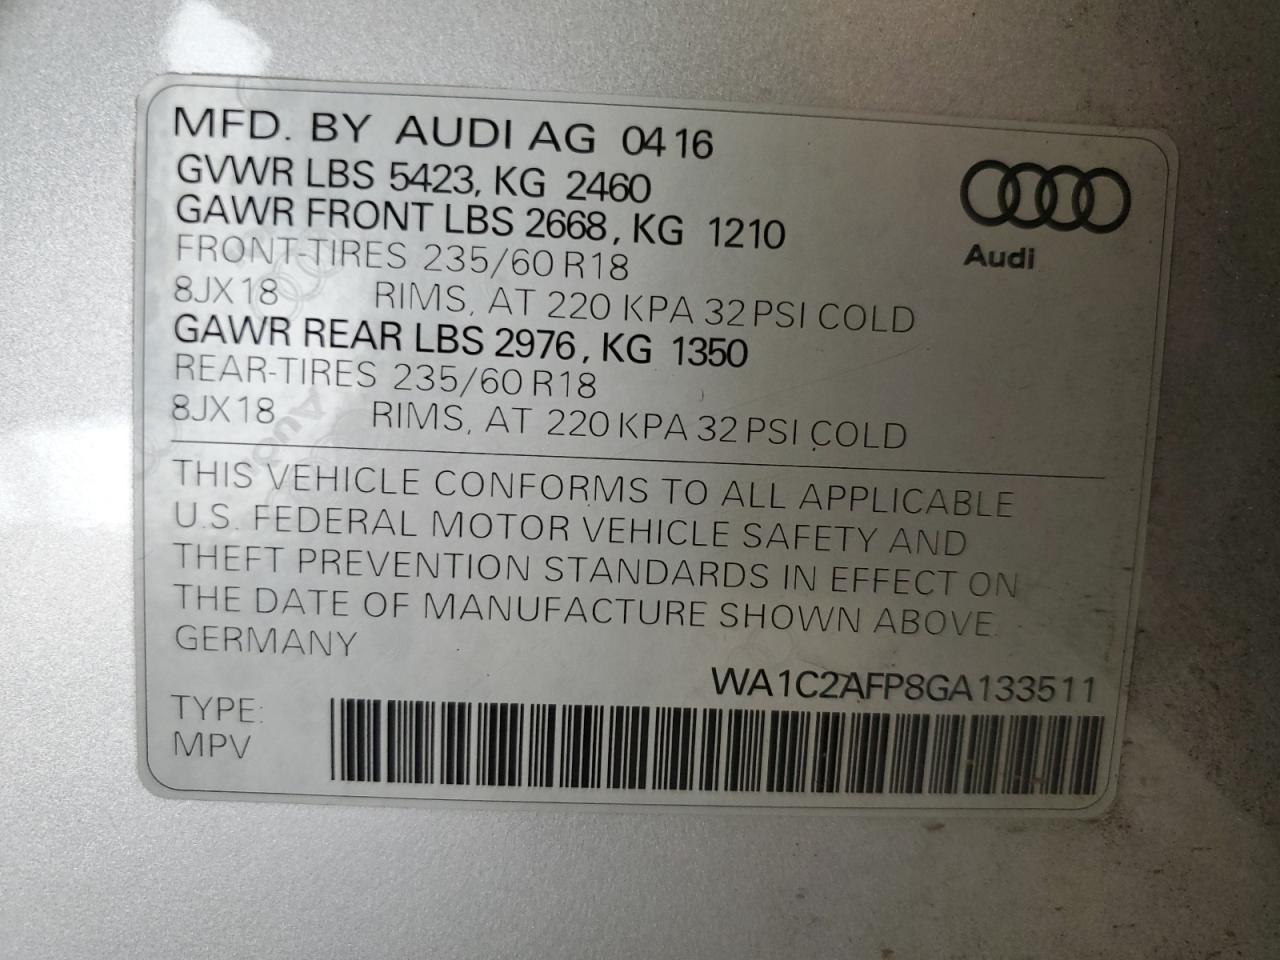 MFD. BY AUDI AG 04 16
GVWR LBS 5423, KG 2460
GAWR FRONT LBS 2668, KG 1210
FRONT-TIRES 235/60 R18
8JX18 RIMS, AT 220 KPA 32 PSI COLD
GAWR REAR LBS 2976, KG 1350
REAR-TIRES 235/60 R18
8JX18 RIMS, AT 220 KPA 32 PSI COLD
Audi
THIS VEHICLE CONFORMS TO ALL APPLICABLE
U.S. FEDERAL MOTOR VEHICLE SAFETY AND
THEFT PREVENTION STANDARDS IN EFFECT ON
THE DATE OF MANUFACTURE SHOWN ABOVE.
GERMANY
WA1C2AFP8GA133511
TYPE:
MPV